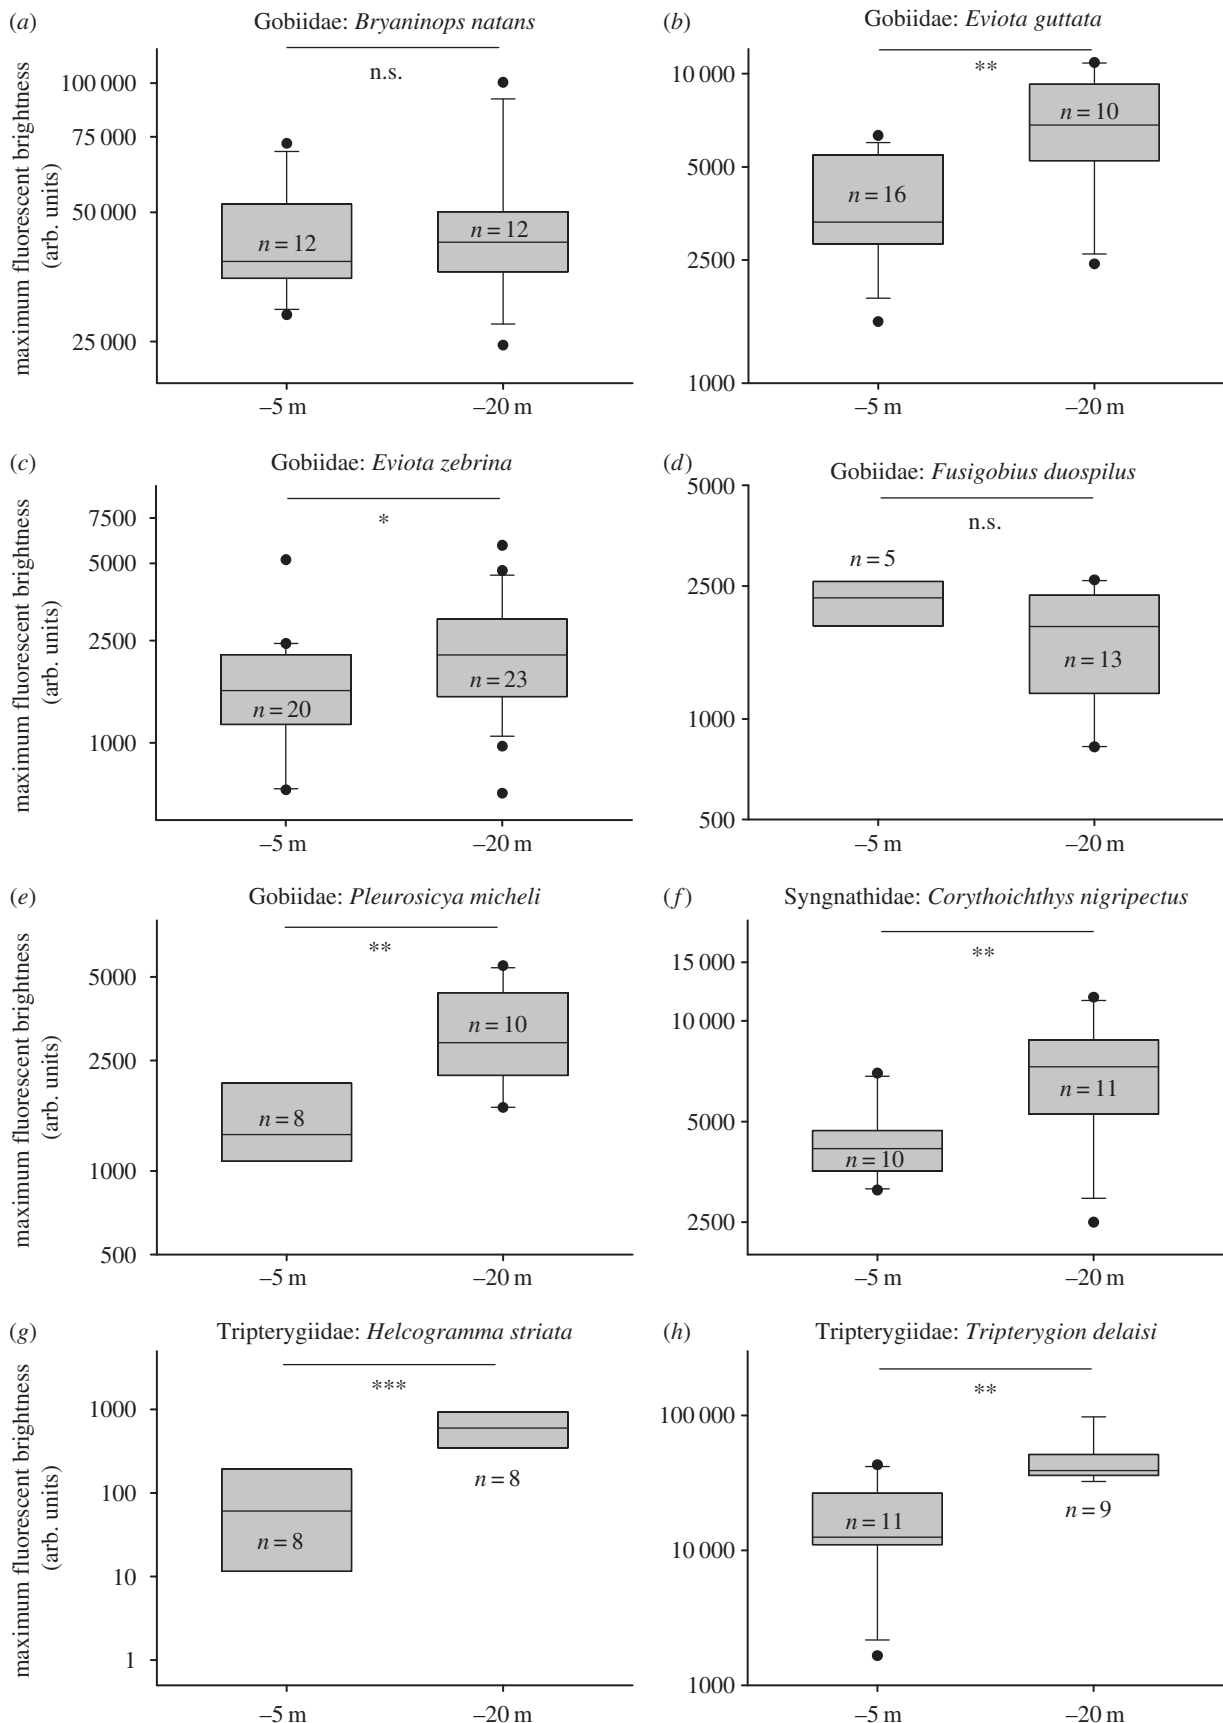 (a) Gobiidae: Bryaninops natans
n.s.
100 000
75 000
50 000
25 000
n = 12
n = 12
–5 m
–20 m
maximum fluorescent brightness
(arb. units)
(b) Gobiidae: Eviota guttata
**
10 000
5000
2500
1000
n = 16
n = 10
–5 m
–20 m
(c) Gobiidae: Eviota zebrina
*
7500
5000
2500
1000
n = 20
n = 23
–5 m
–20 m
maximum fluorescent brightness
(arb. units)
(d) Gobiidae: Fusigobius duospilus
n.s.
5000
2500
1000
500
n = 5
n = 13
–5 m
–20 m
(e) Gobiidae: Pleurosicya micheli
**
5000
2500
1000
500
n = 8
n = 10
–5 m
–20 m
maximum fluorescent brightness
(arb. units)
(f) Syngnathidae: Corythoichthys nigripectus
**
15 000
10 000
5000
2500
n = 10
n = 11
–5 m
–20 m
(g) Tripterygiidae: Helcogramma striata
***
1000
100
10
1
n = 8
n = 8
–5 m
–20 m
maximum fluorescent brightness
(arb. units)
(h) Tripterygiidae: Tripterygion delaisi
**
100 000
10 000
1000
n = 11
n = 9
–5 m
–20 m